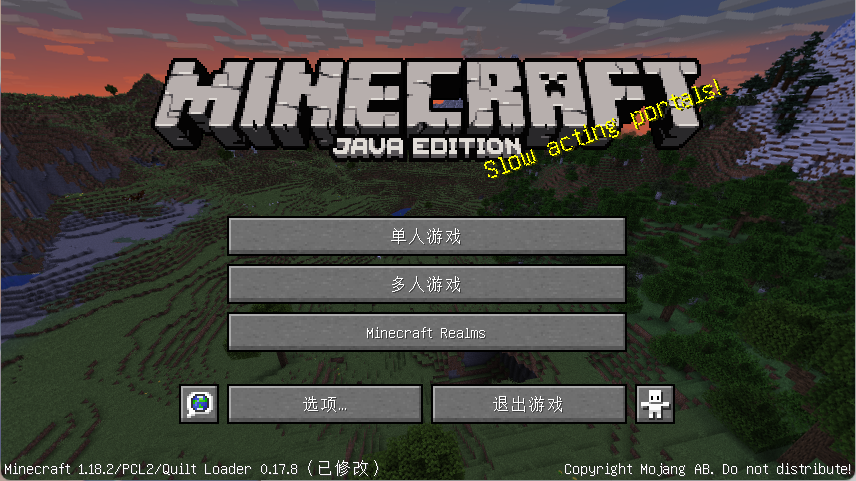 MINECRAFT
JAVA EDITION
Slow acting portals!
单人游戏
多人游戏
Minecraft Realms
选项…
退出游戏
Minecraft 1.18.2/PCL2/Quilt Loader 0.17.8（已修改）
Copyright Mojang AB. Do not distribute!